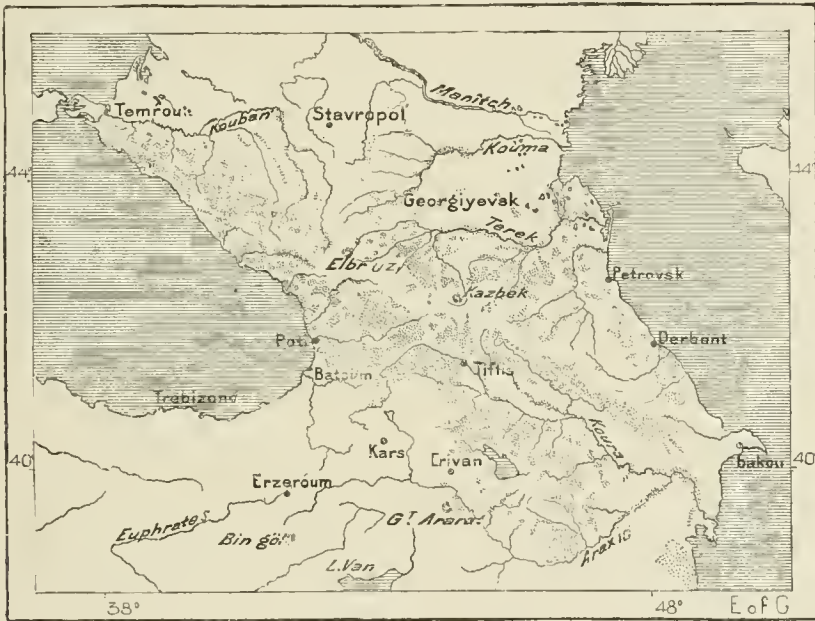 Manitch
Temrouk
Kouban
Stavropol
Kouma
44°
44°
Georgiyevsk
Terek
Elbruz
Petrovsk
Kazbek
Poti
Derbent
Batoum
Tiflis
Trebizond
Koura
Kars
40°
Erivan
Bakou
40°
Erzeroum
Euphrates
Gᵀ Ararat
Bin göl
Araxis
L. Van
38°
48°
E of G